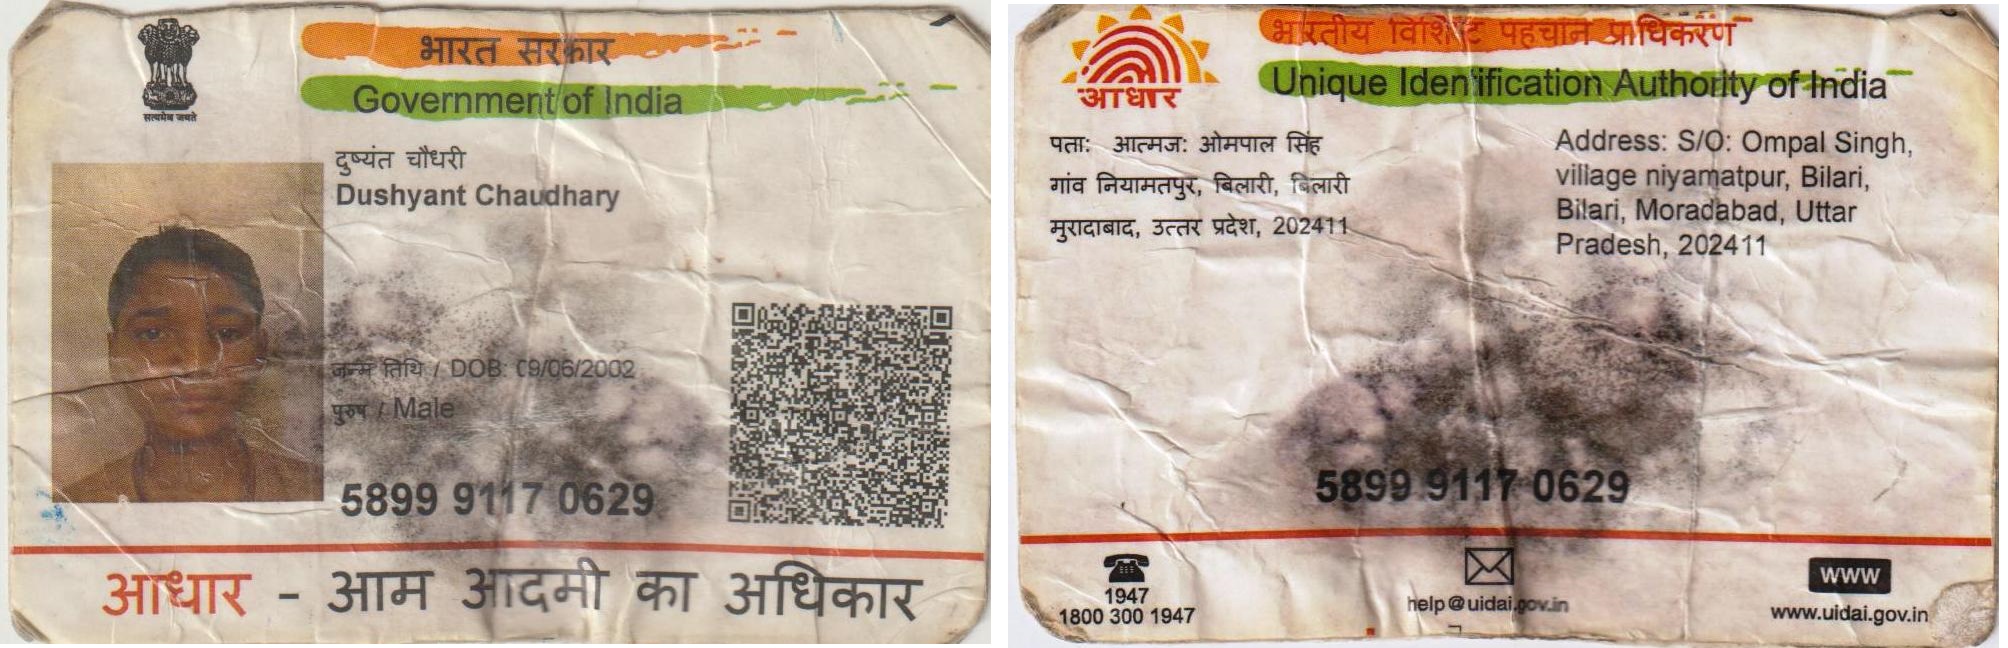 भारत सरकार
Government of India
सत्यमेव जयते
दुष्यंत चौधरी
Dushyant Chaudhary
जन्म तिथि / DOB: 09/06/2002
पुरुष / Male
5899 9117 0629
आधार - आम आदमी का अधिकार
भारतीय विशिष्ट पहचान प्राधिकरण
Unique Identification Authority of India
आधार
पता: आत्मज: ओमपाल सिंह
गांव नियामतपुर, बिलारी, बिलारी
मुरादाबाद, उत्तर प्रदेश, 202411
Address: S/O: Ompal Singh,
village niyamatpur, Bilari,
Bilari, Moradabad, Uttar
Pradesh, 202411
5899 9117 0629
1947
1800 300 1947
help@uidai.gov.in
www
www.uidai.gov.in